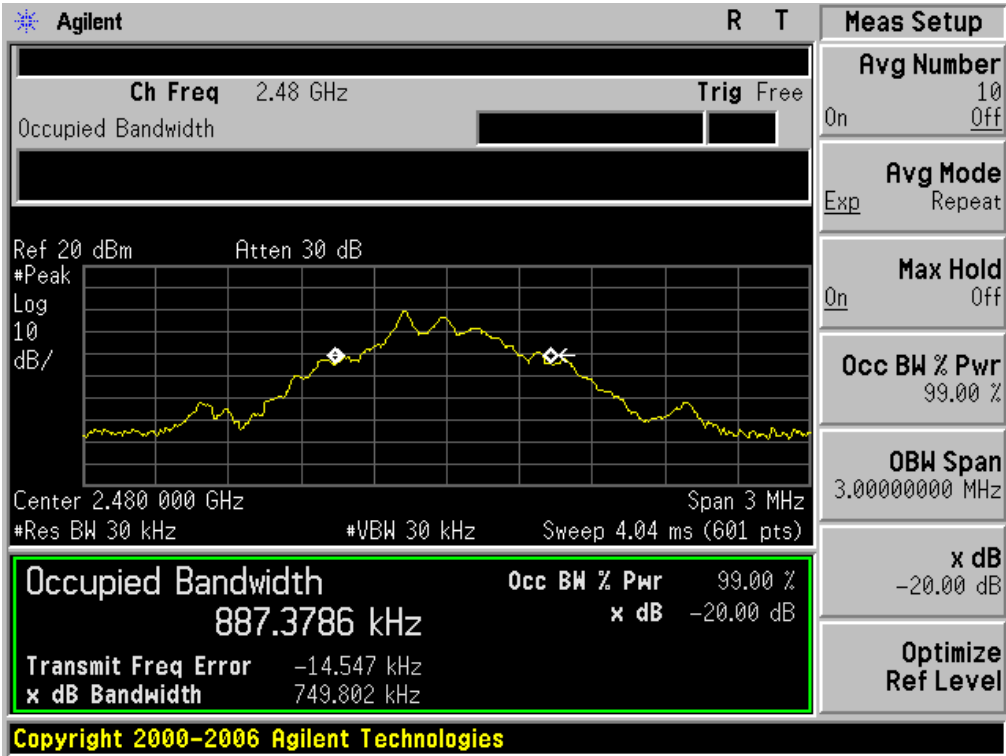 Agilent R T
Ch Freq 2.48 GHz Trig Free
Occupied Bandwidth
Ref 20 dBm Atten 30 dB
#Peak
Log
10
dB/
Center 2.480 000 GHz Span 3 MHz
#Res BW 30 kHz #VBW 30 kHz Sweep 4.04 ms (601 pts)
Occupied Bandwidth
887.3786 kHz
Occ BW % Pwr 99.00 %
x dB -20.00 dB
Transmit Freq Error -14.547 kHz
x dB Bandwidth 749.802 kHz
Copyright 2000-2006 Agilent Technologies
Meas Setup
Avg Number
10
On Off
Avg Mode
Exp Repeat
Max Hold
On Off
Occ BW % Pwr
99.00 %
OBW Span
3.00000000 MHz
x dB
-20.00 dB
Optimize
Ref Level